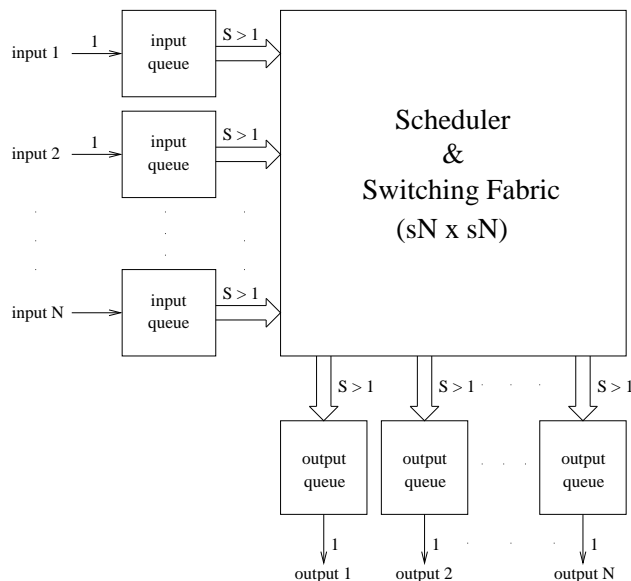 input 1
1
input
queue
S > 1
input 2
1
input
queue
S > 1
input N
1
input
queue
S > 1
Scheduler
&
Switching Fabric
(sN x sN)
S > 1
S > 1
S > 1
output
queue
output
queue
output
queue
1
1
1
output 1
output 2
output N